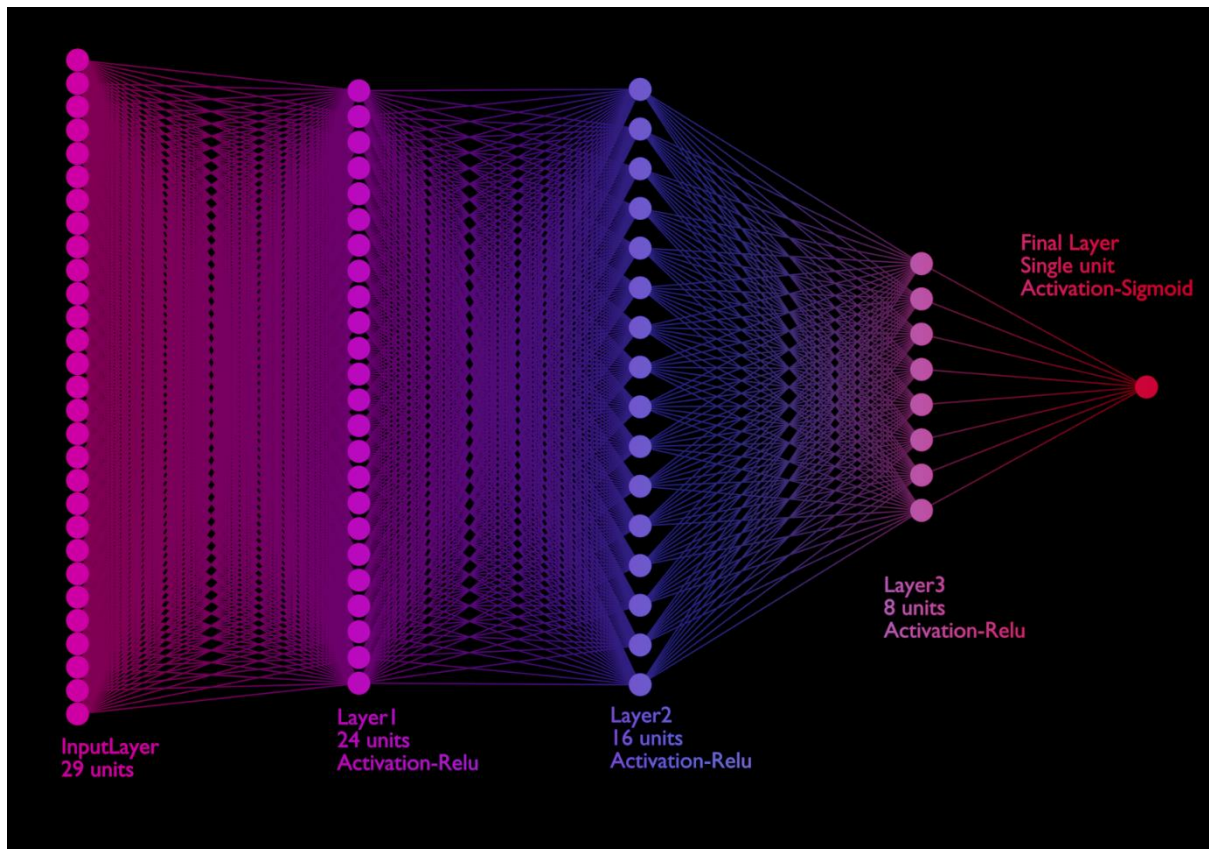 InputLayer
29 units
Layer1
24 units
Activation-Relu
Layer2
16 units
Activation-Relu
Layer3
8 units
Activation-Relu
Final Layer
Single unit
Activation-Sigmoid